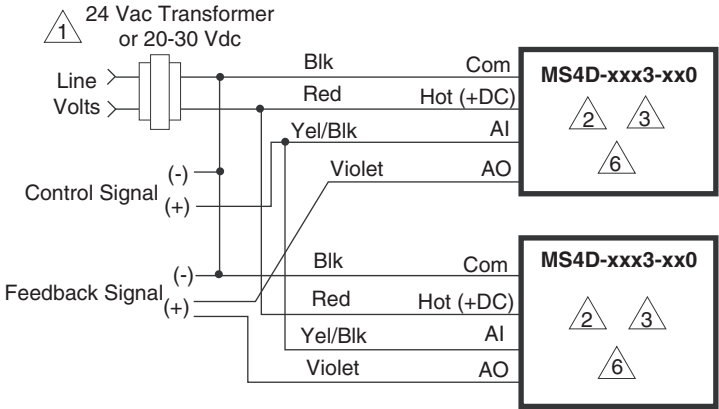 1
24 Vac Transformer
or 20-30 Vdc
Line
Volts
Blk
Com
Red
Hot (+DC)
Yel/Blk
AI
Violet
AO
MS4D-xxx3-xx0
2
3
6
Control Signal
(-)
(+)
Feedback Signal
(-)
(+)
Blk
Com
Red
Hot (+DC)
Yel/Blk
AI
Violet
AO
MS4D-xxx3-xx0
2
3
6